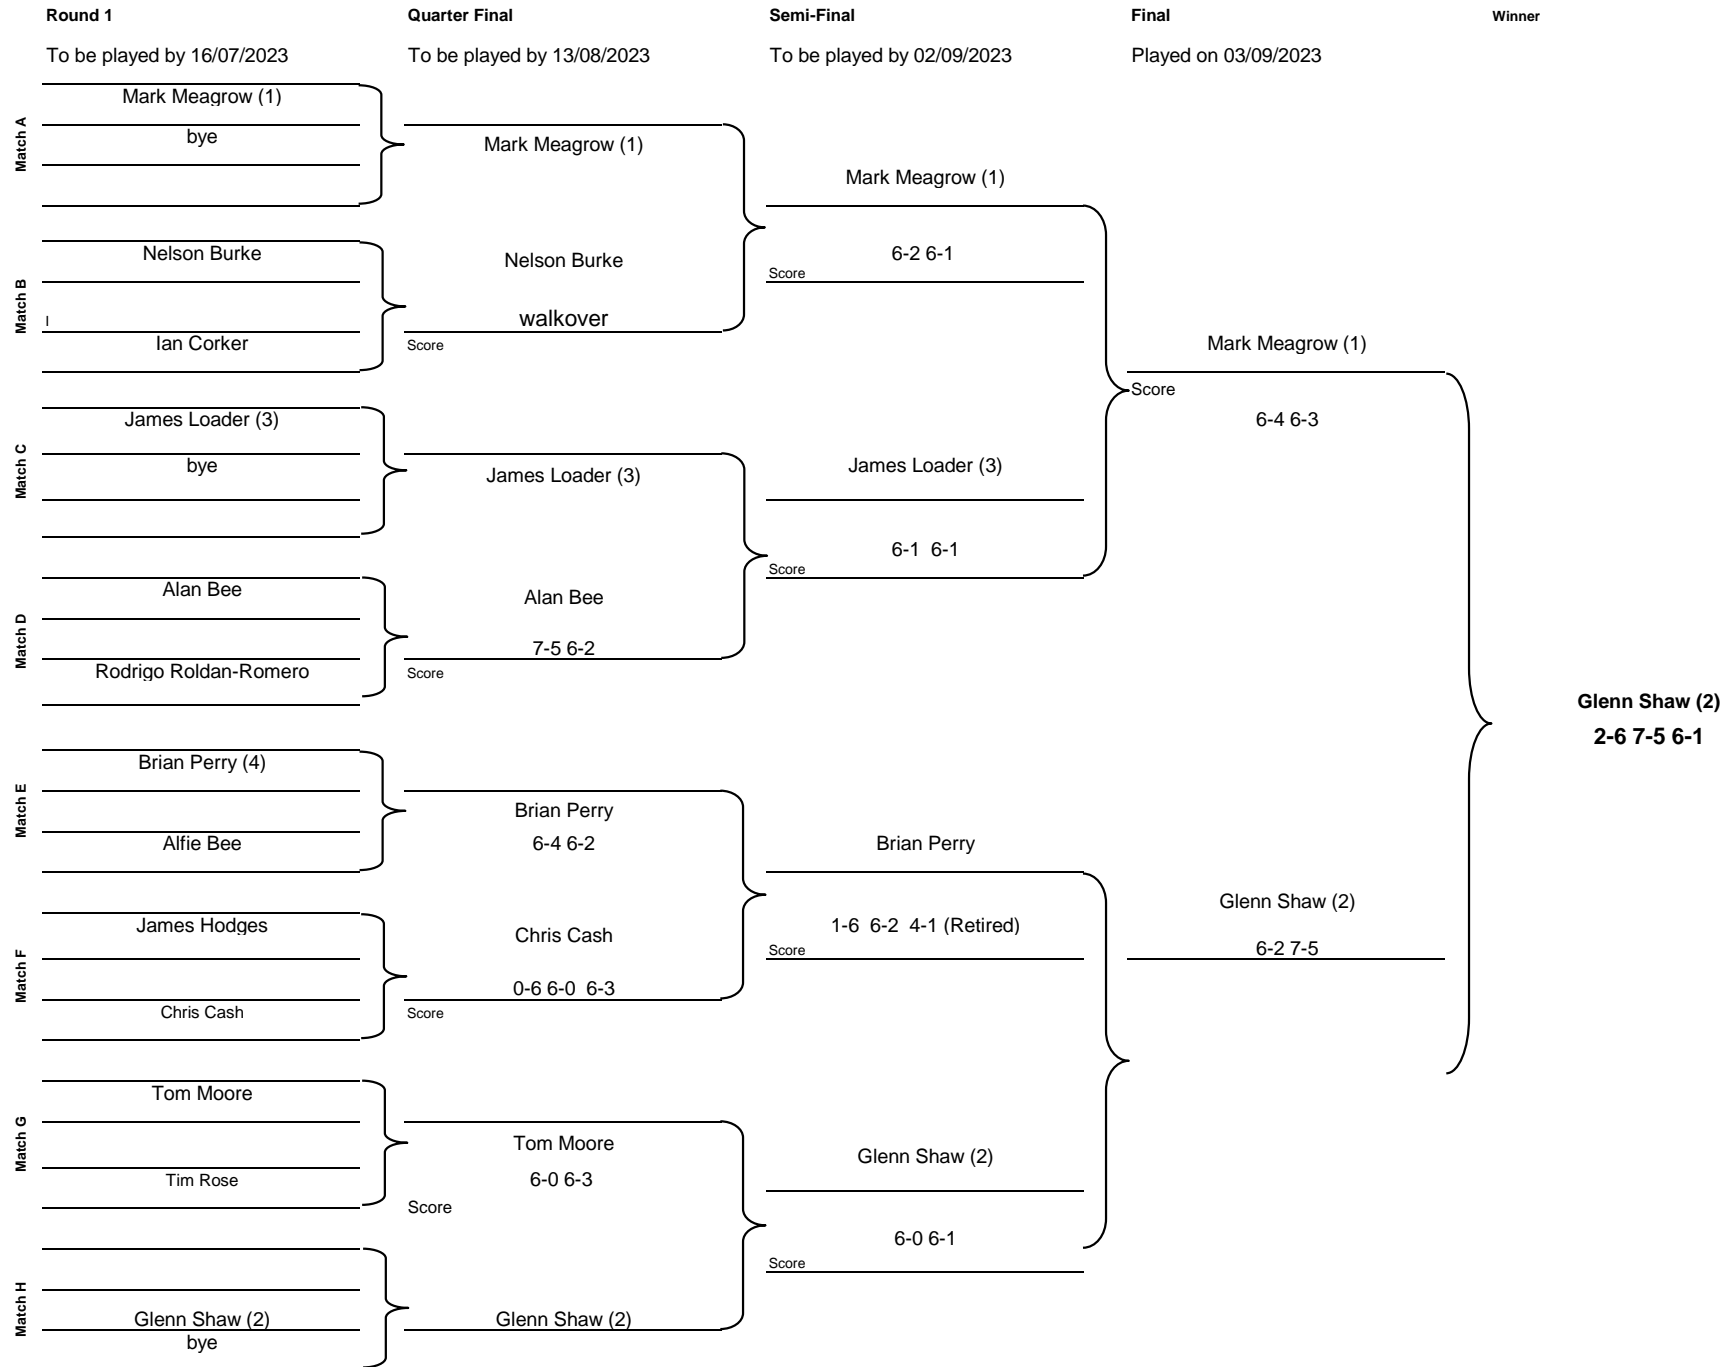 Round 1
Quarter Final
Semi-Final
Final
Winner
To be played by 16/07/2023
To be played by 13/08/2023
To be played by 02/09/2023
Played on 03/09/2023
Match A
Mark Meagrow (1)
bye
Match B
Nelson Burke
I
Ian Corker
Match C
James Loader (3)
bye
Match D
Alan Bee
Rodrigo Roldan-Romero
Match E
Brian Perry (4)
Alfie Bee
Match F
James Hodges
Chris Cash
Match G
Tom Moore
Tim Rose
Match H
Glenn Shaw (2)
bye
Mark Meagrow (1)
Nelson Burke
walkover
Score
James Loader (3)
Alan Bee
7-5 6-2
Score
Brian Perry
6-4 6-2
Chris Cash
0-6 6-0 6-3
Score
Tom Moore
6-0 6-3
Score
Glenn Shaw (2)
Mark Meagrow (1)
6-2 6-1
Score
James Loader (3)
6-1 6-1
Score
Brian Perry
1-6 6-2 4-1 (Retired)
Score
Glenn Shaw (2)
6-0 6-1
Score
Mark Meagrow (1)
Score
6-4 6-3
Glenn Shaw (2)
6-2 7-5
Glenn Shaw (2)
2-6 7-5 6-1